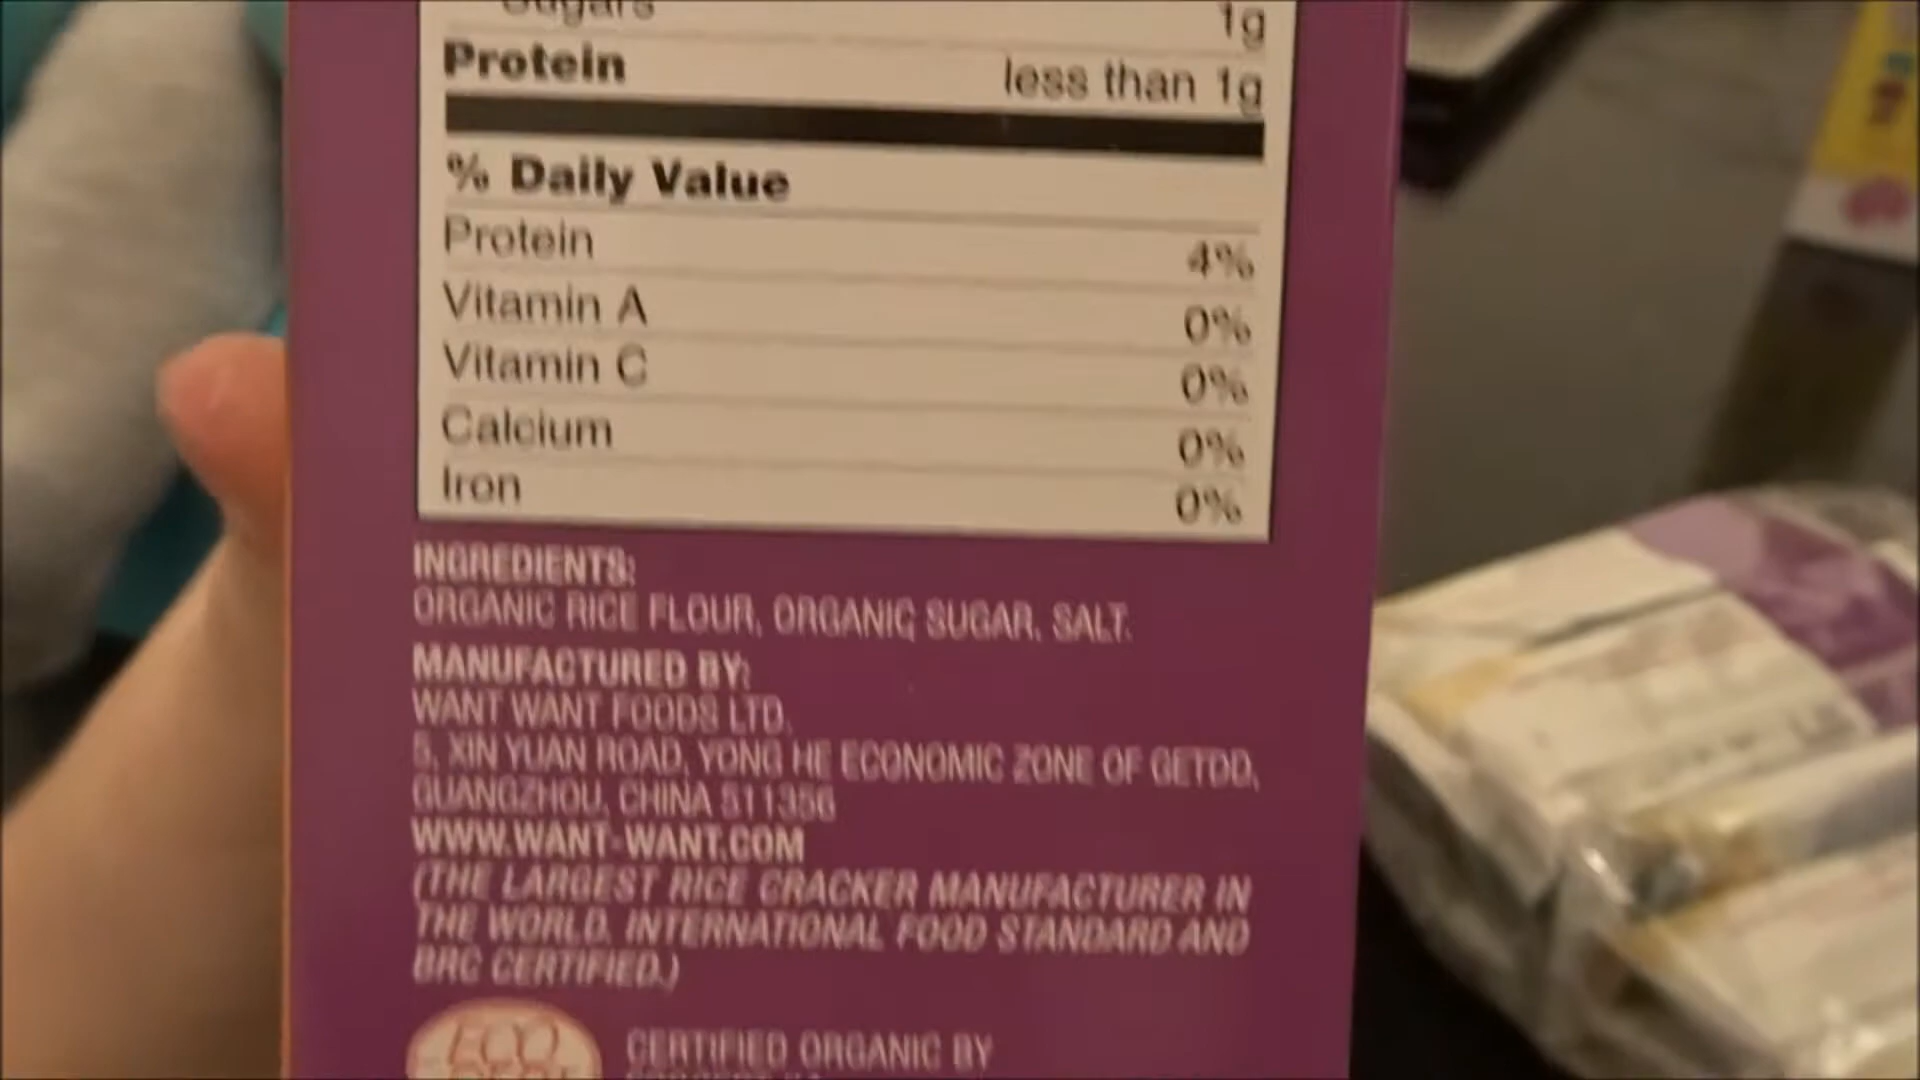 Sugars 1g
Protein less than 1g
% Daily Value
Protein 4%
Vitamin A 0%
Vitamin C 0%
Calcium 0%
Iron 0%
INGREDIENTS:
ORGANIC RICE FLOUR, ORGANIC SUGAR, SALT.
MANUFACTURED BY:
WANT WANT FOODS LTD.
5, XIN YUAN ROAD, YONG HE ECONOMIC ZONE OF GETDD,
GUANGZHOU, CHINA 511356
WWW.WANT-WANT.COM
(THE LARGEST RICE CRACKER MANUFACTURER IN
THE WORLD. INTERNATIONAL FOOD STANDARD AND
BRC CERTIFIED.)
ECO
CERTIFIED ORGANIC BY